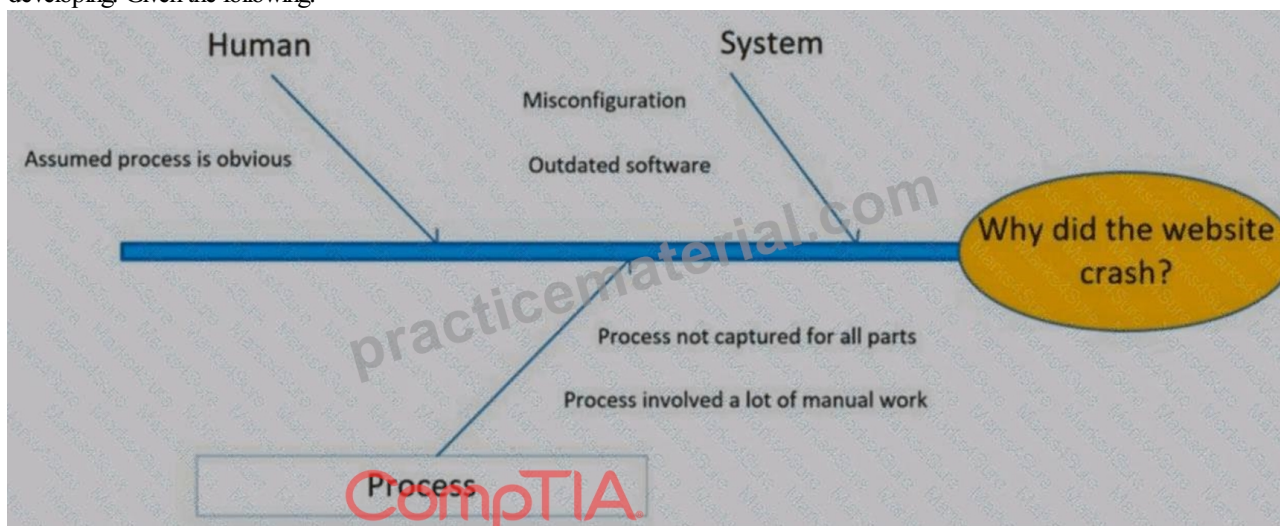 developing. Given the following:
Human
System
Misconfiguration
Assumed process is obvious
Outdated software
Why did the website
crash?
practicematerial.com
Process not captured for all parts
Process involved a lot of manual work
Process
CompTIA.